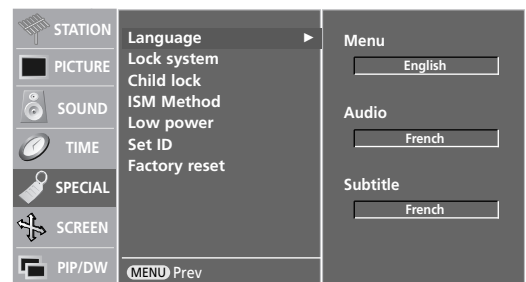 STATION
PICTURE
SOUND
TIME
SPECIAL
SCREEN
PIP/DW
Language
Lock system
Child lock
ISM Method
Low power
Set ID
Factory reset
MENU Prev
Menu
English
Audio
French
Subtitle
French